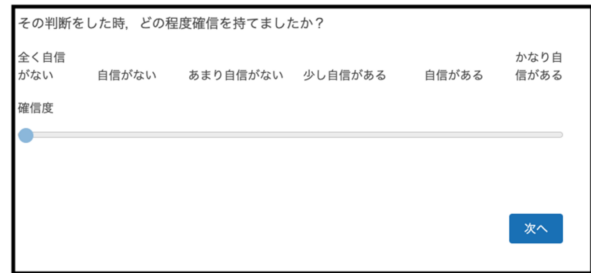 その判断をした時，どの程度確信を持てましたか？
全く自信
がない
自信がない
あまり自信がない
少し自信がある
自信がある
かなり自
信がある
確信度
次へ